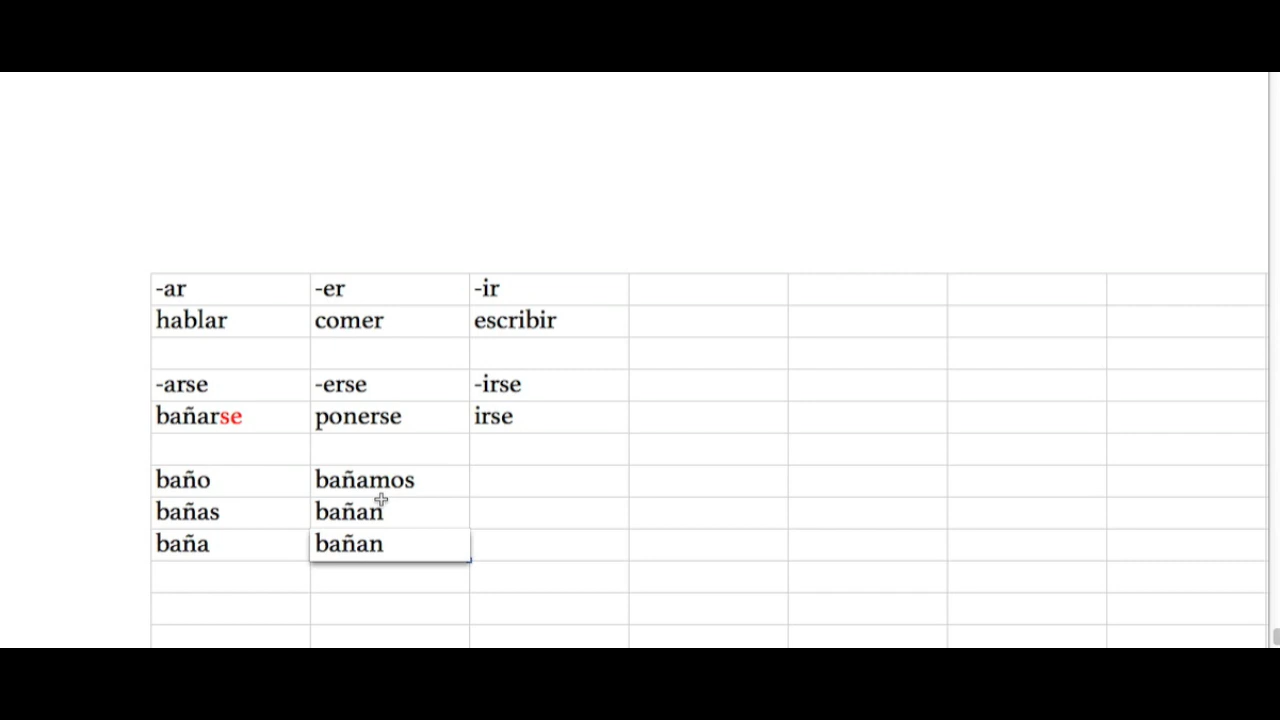 -ar -er -ir
hablar comer escribir
-arse -erse -irse
bañarse ponerse irse
baño bañamos
bañas bañan
baña bañan